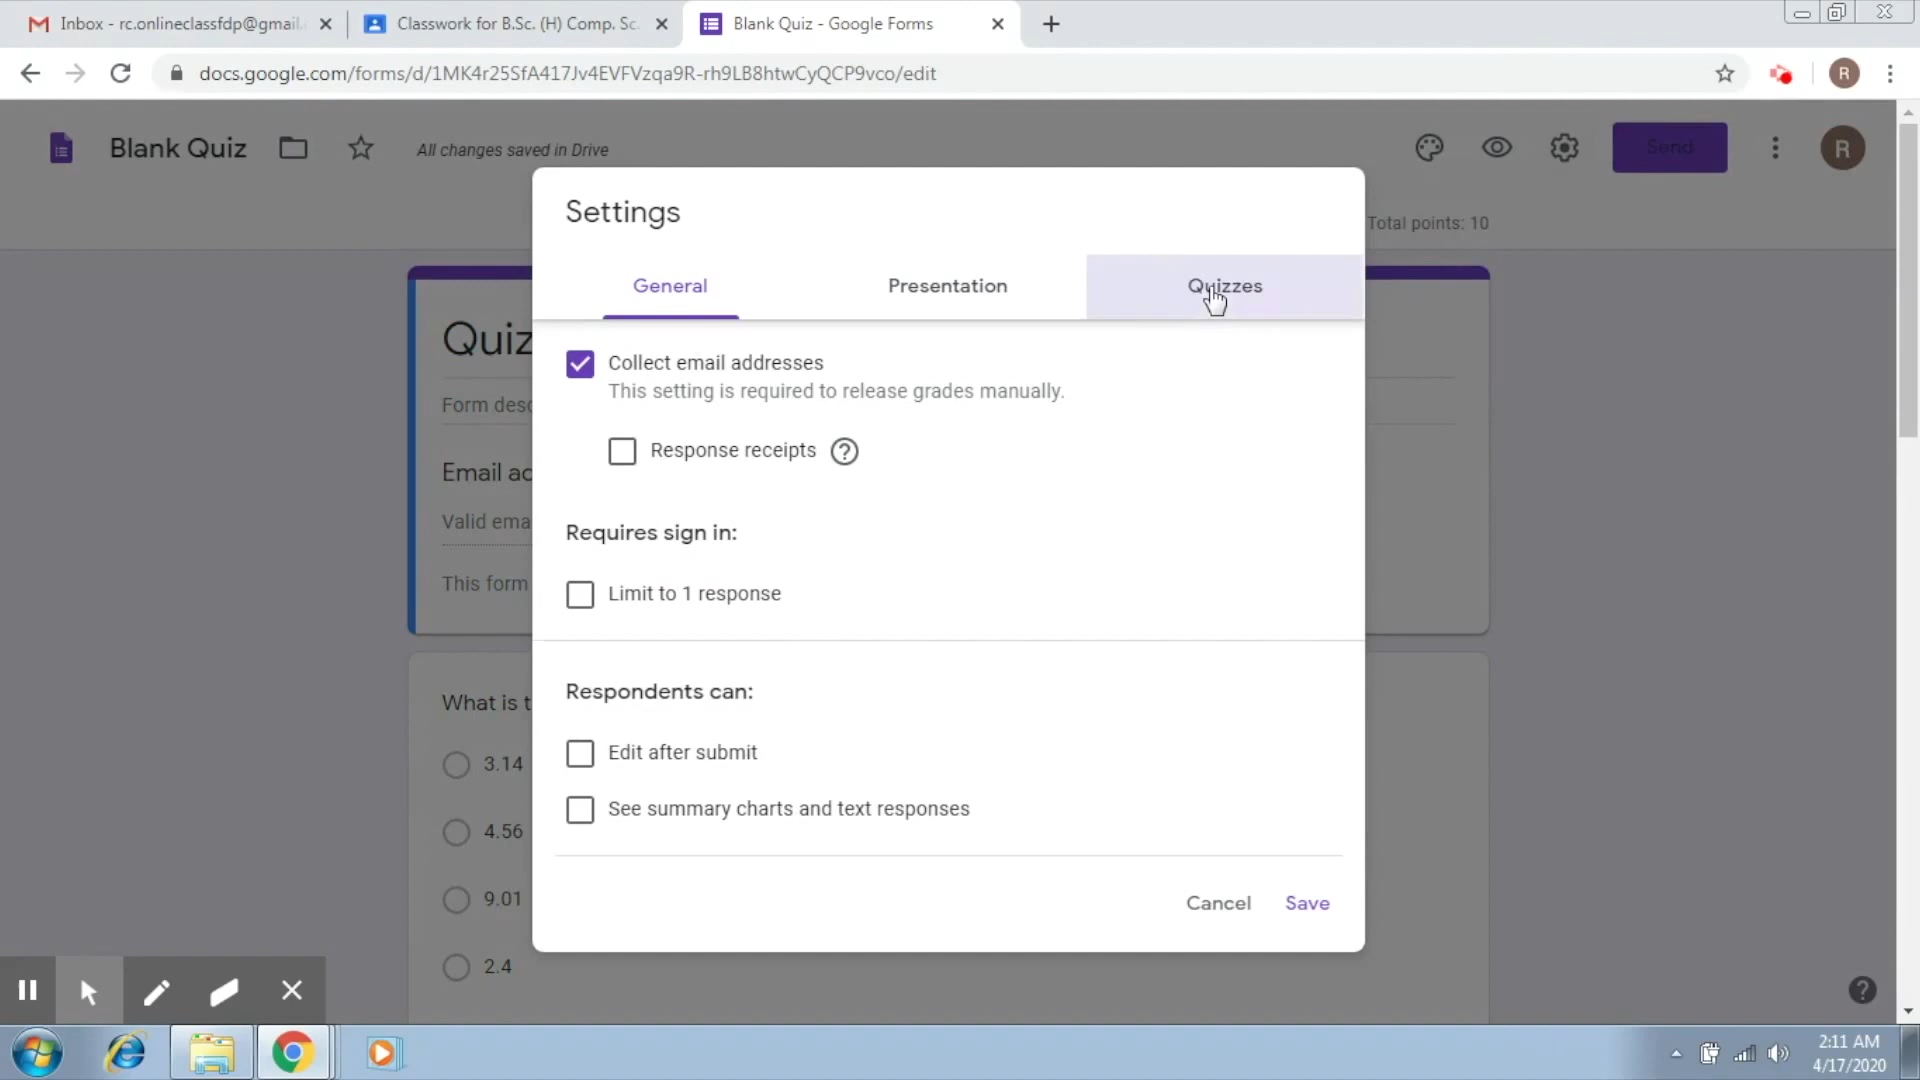 Inbox - rc.onlineclassfdp@gmail.
Classwork for B.Sc. (H) Comp. Sc.
Blank Quiz - Google Forms
docs.google.com/forms/d/1MK4r25SfA417Jv4EVFVzqa9R-rh9LB8htwCyQCP9vco/edit
R
Blank Quiz
All changes saved in Drive
Send
R
Total points: 10
Settings
General
Presentation
Quizzes
Quiz
Collect email addresses
This setting is required to release grades manually.
Form desc
Response receipts
Email ad
Valid ema
Requires sign in:
This form
Limit to 1 response
Respondents can:
What is t
Edit after submit
3.14
See summary charts and text responses
4.56
9.01
Cancel
Save
2.4
2:11 AM
4/17/2020